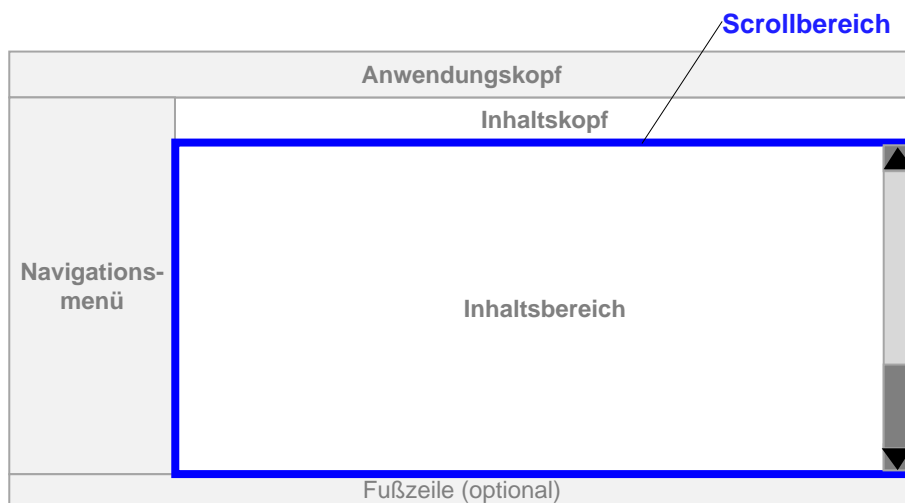 Scrollbereich
Anwendungskopf
Inhaltskopf
Navigations-
menü
Inhaltsbereich
Fußzeile (optional)